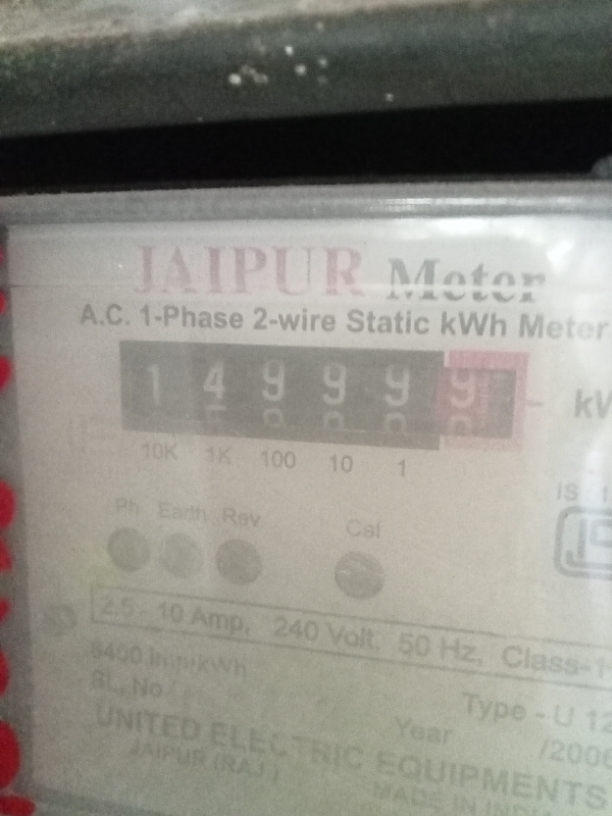 JAIPUR Meter
A.C. 1-Phase 2-wire Static kWh Meter
1 4 9 9 9 9
10K 1K 100 10 1
Ph Earth Rev Cal
IS
2.5 - 10 Amp, 240 Volt, 50 Hz, Class-1
imp/kWh
SL. No
Type - U 12
Year /200
UNITED ELECTRIC EQUIPMENTS
JAIPUR (RAJ.)
MADE IN